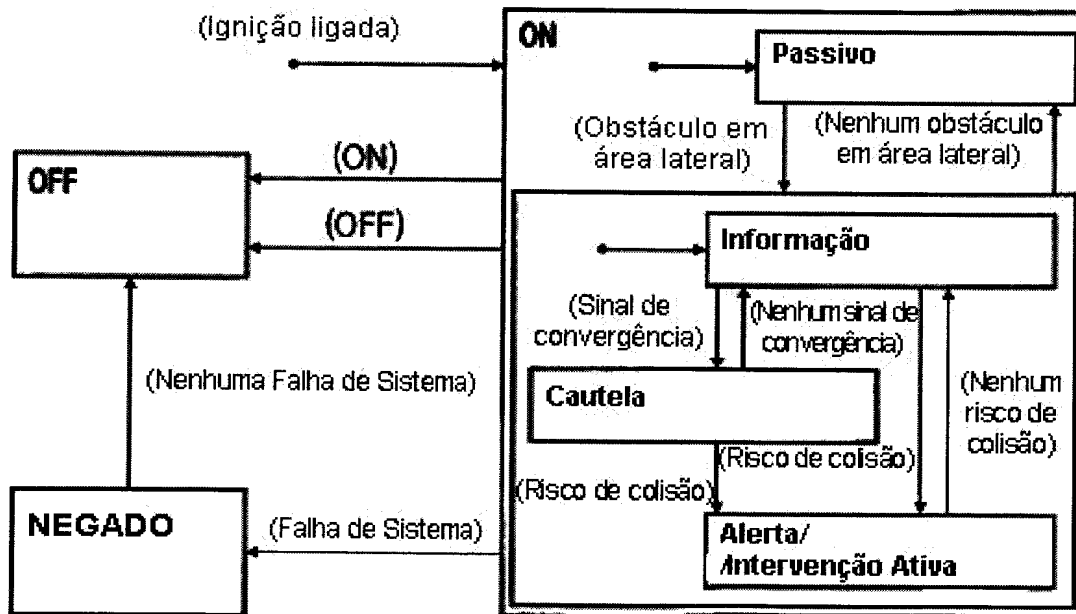 (Ignição ligada)
ON
Passivo
(Obstáculo em
área lateral)
(Nenhum obstáculo
em área lateral)
OFF
(ON)
(OFF)
Informação
(Sinal de
convergência)
(Nenhum sinal de
convergência)
(Nenhuma Falha de Sistema)
Cautela
(Nenhum
risco de
colisão)
(Risco de colisão)
(Risco de colisão)
NEGADO
(Falha de Sistema)
Alerta/
Intervenção Ativa